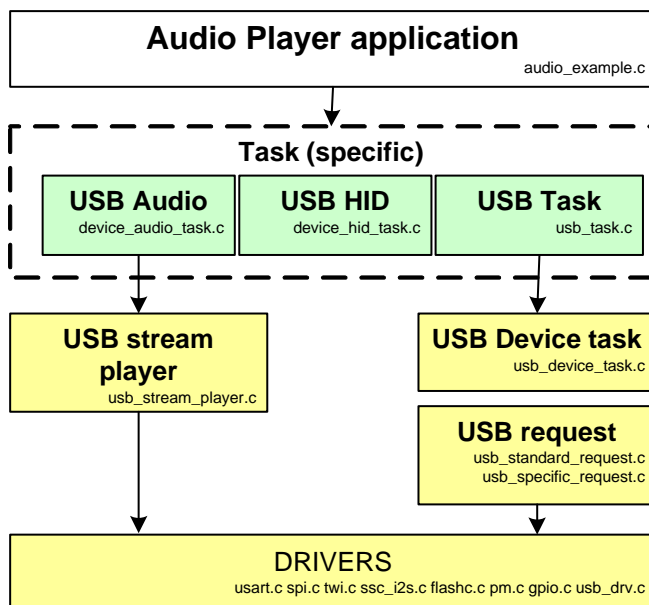 Audio Player application
audio_example.c
Task (specific)
USB Audio
device_audio_task.c
USB HID
device_hid_task.c
USB Task
usb_task.c
USB stream
player
usb_stream_player.c
USB Device task
usb_device_task.c
USB request
usb_standard_request.c
usb_specific_request.c
DRIVERS
usart.c spi.c twi.c ssc_i2s.c flashc.c pm.c gpio.c usb_drv.c